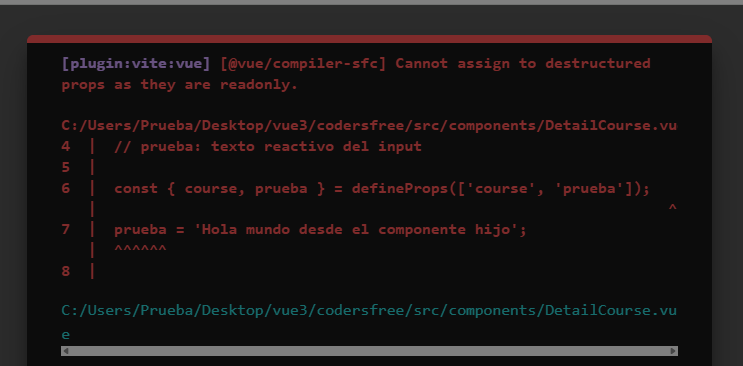 [plugin:vite:vue] [@vue/compiler-sfc] Cannot assign to destructured
props as they are readonly.
C:/Users/Prueba/Desktop/vue3/codersfree/src/components/DetailCourse.vu
4  |  // prueba: texto reactivo del input
5  |
6  |  const { course, prueba } = defineProps(['course', 'prueba']);
   |                                                               ^
7  |  prueba = 'Hola mundo desde el componente hijo';
   |  ^^^^^^
8  |
C:/Users/Prueba/Desktop/vue3/codersfree/src/components/DetailCourse.vu
e